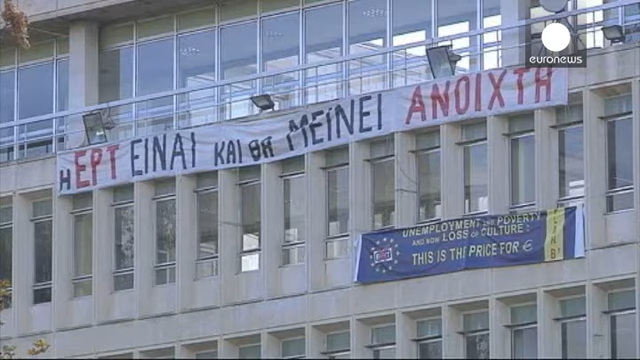 euronews
Η ΕΡΤ ΕΙΝΑΙ ΚΑΙ ΘΑ ΜΕΙΝΕΙ ΑΝΟΙΧΤΗ
UNEMPLOYMENT AND POVERTY
AND NOW LOSS OF CULTURE:
THIS IS THE PRICE FOR €